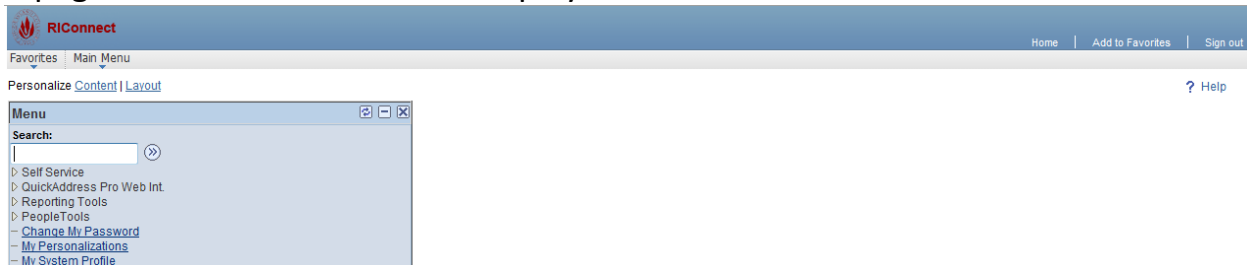 RIConnect
Home | Add to Favorites | Sign out
Favorites Main Menu
Personalize Content | Layout ? Help
Menu
Search:
Self Service
QuickAddress Pro Web Int.
Reporting Tools
PeopleTools
Change My Password
My Personalizations
My System Profile